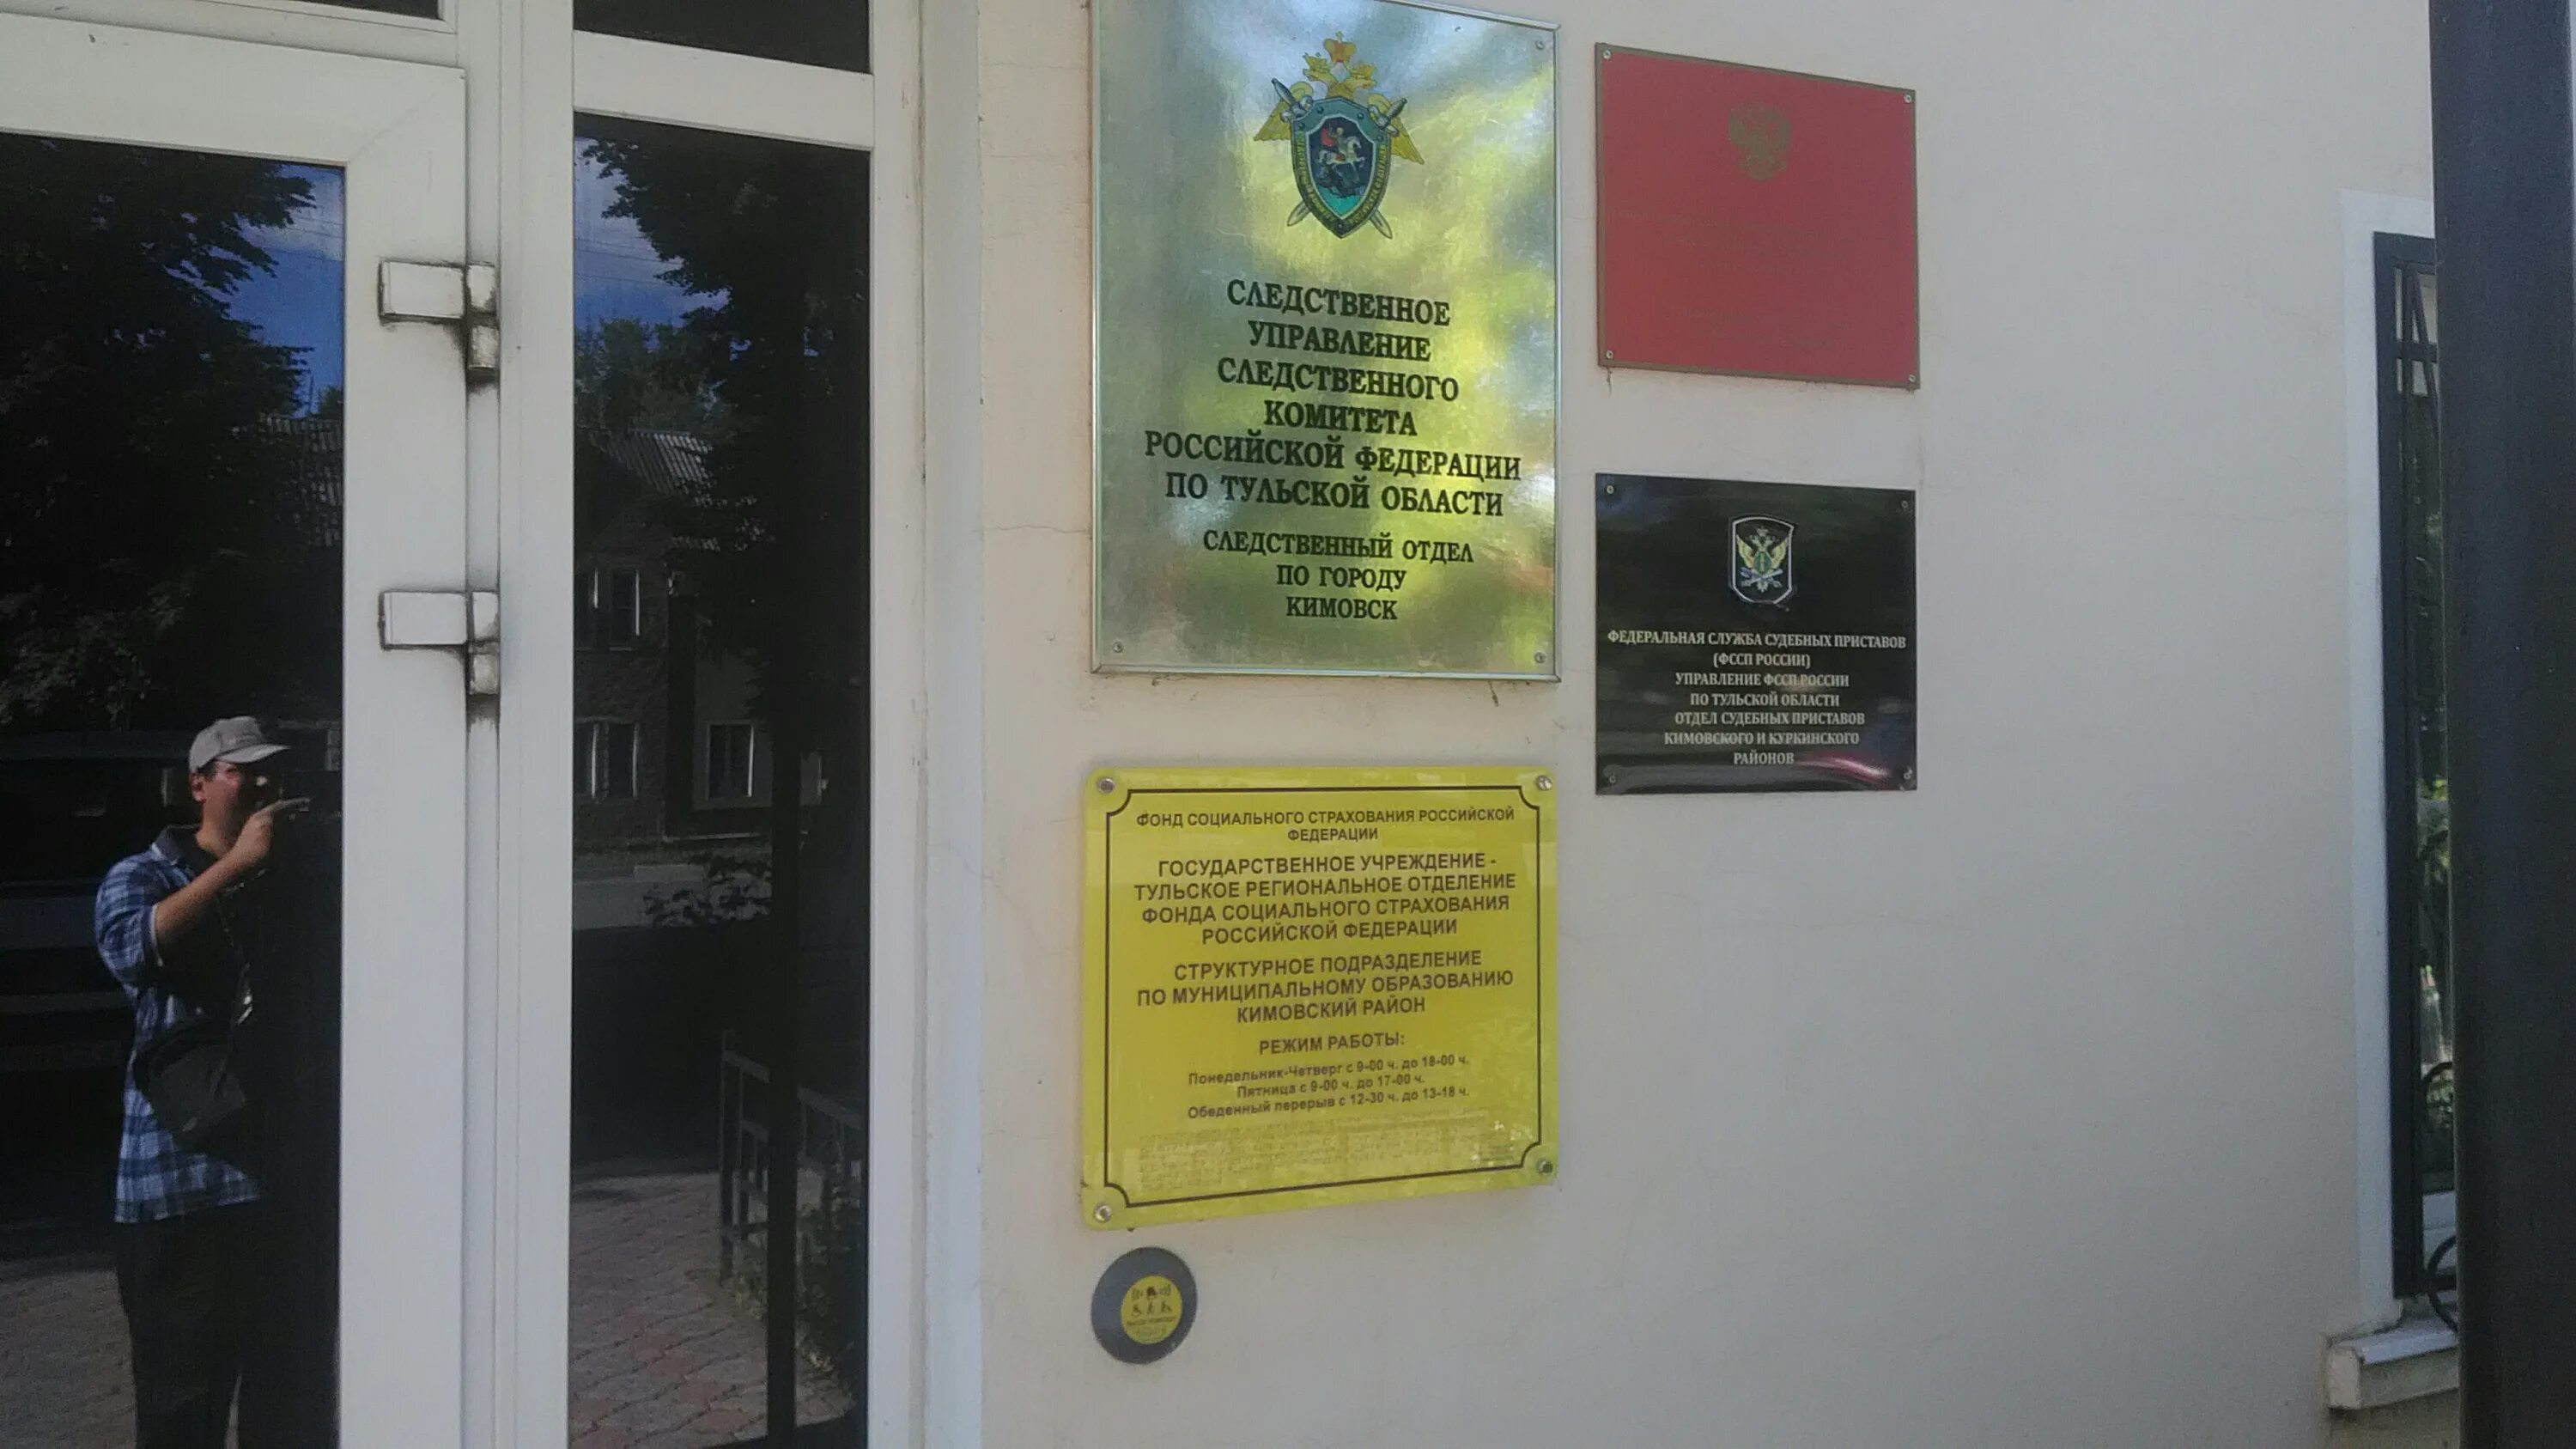 СЛЕДСТВЕННОЕ
УПРАВЛЕНИЕ
СЛЕДСТВЕННОГО
КОМИТЕТА
РОССИЙСКОЙ ФЕДЕРАЦИИ
ПО ТУЛЬСКОЙ ОБЛАСТИ
СЛЕДСТВЕННЫЙ ОТДЕЛ
ПО ГОРОДУ
КИМОВСК
ФЕДЕРАЛЬНАЯ СЛУЖБА СУДЕБНЫХ ПРИСТАВОВ
(ФССП РОССИИ)
УПРАВЛЕНИЕ ФССП РОССИИ
ПО ТУЛЬСКОЙ ОБЛАСТИ
ОТДЕЛ СУДЕБНЫХ ПРИСТАВОВ
КИМОВСКОГО И КУРКИНСКОГО
РАЙОНОВ
ФОНД СОЦИАЛЬНОГО СТРАХОВАНИЯ РОССИЙСКОЙ
ФЕДЕРАЦИИ
ГОСУДАРСТВЕННОЕ УЧРЕЖДЕНИЕ -
ТУЛЬСКОЕ РЕГИОНАЛЬНОЕ ОТДЕЛЕНИЕ
ФОНДА СОЦИАЛЬНОГО СТРАХОВАНИЯ
РОССИЙСКОЙ ФЕДЕРАЦИИ
СТРУКТУРНОЕ ПОДРАЗДЕЛЕНИЕ
ПО МУНИЦИПАЛЬНОМУ ОБРАЗОВАНИЮ
КИМОВСКИЙ РАЙОН
РЕЖИМ РАБОТЫ:
Понедельник-Четверг с 9-00 ч. до 18-00 ч.
Пятница с 9-00 ч. до 17-00 ч.
Обеденный перерыв с 12-30 ч. до 13-18 ч.